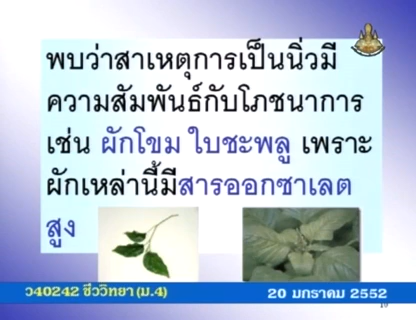 พบว่าสาเหตุการเป็นนิ่วมี
ความสัมพันธ์กับโภชนาการ
เช่น ผักโขม ใบชะพลู เพราะ
ผักเหล่านี้มีสารออกซาเลต
สูง
ว40242 ชีววิทยา (ม.4)
20 มกราคม 2552